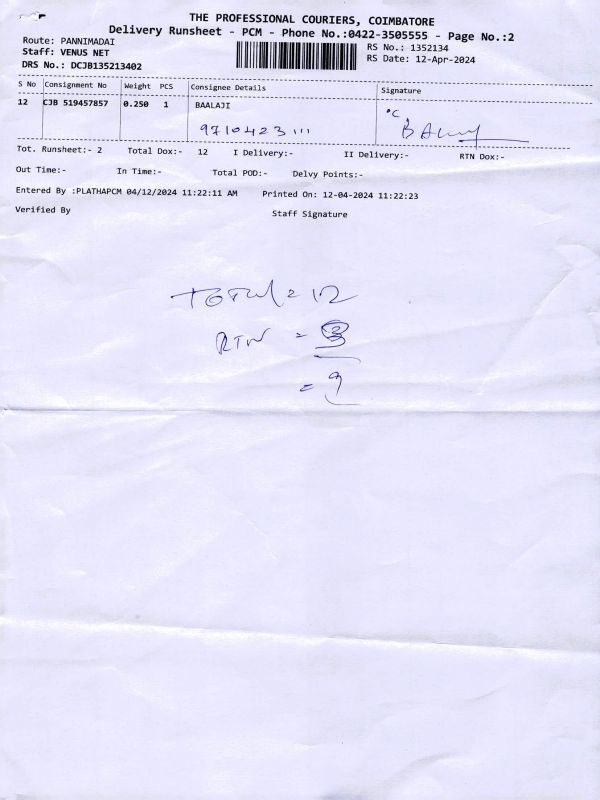 THE PROFESSIONAL COURIERS, COIMBATORE
Delivery Runsheet - PCM - Phone No.:0422-3505555 - Page No.:2
Route: PANNIMADAI
Staff: VENUS NET
DRS No.: DCJB135213402
RS No.: 1352134
RS Date: 12-Apr-2024
S No Consignment No Weight PCS Consignee Details Signature
12 CJB 519457857 0.250 1 BAALAJI
9710423111
Tot. Runsheet:- 2 Total Dox:- 12 I Delivery:- II Delivery:- RTN Dox:-
Out Time:- In Time:- Total POD:- Delvy Points:-
Entered By :PLATHAPCM 04/12/2024 11:22:11 AM Printed On: 12-04-2024 11:22:23
Verified By Staff Signature
TOTAL = 12
RTN = 3
= 9